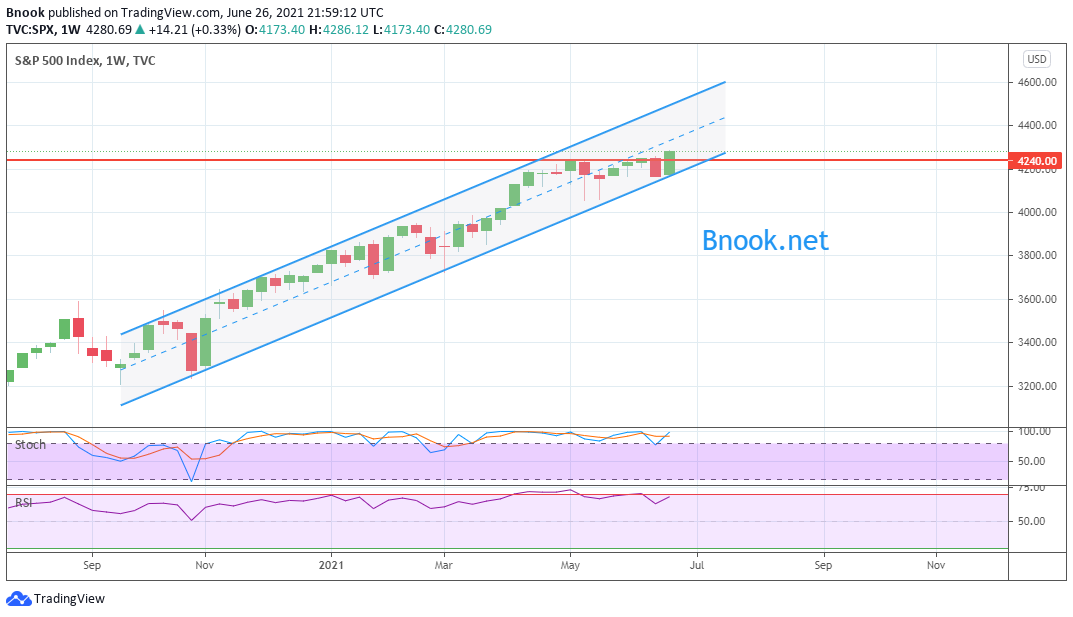 Bnook published on TradingView.com, June 26, 2021 21:59:12 UTC
TVC:SPX, 1W 4280.69 ▲ +14.21 (+0.33%) O:4173.40 H:4286.12 L:4173.40 C:4280.69
S&P 500 Index, 1W, TVC
USD
4600.00
4400.00
4240.00
4200.00
4000.00
Bnook.net
3800.00
3600.00
3400.00
3200.00
100.00
Stoch
50.00
75.00
RSI
50.00
Sep Nov 2021 Mar May Jul Sep Nov
TradingView